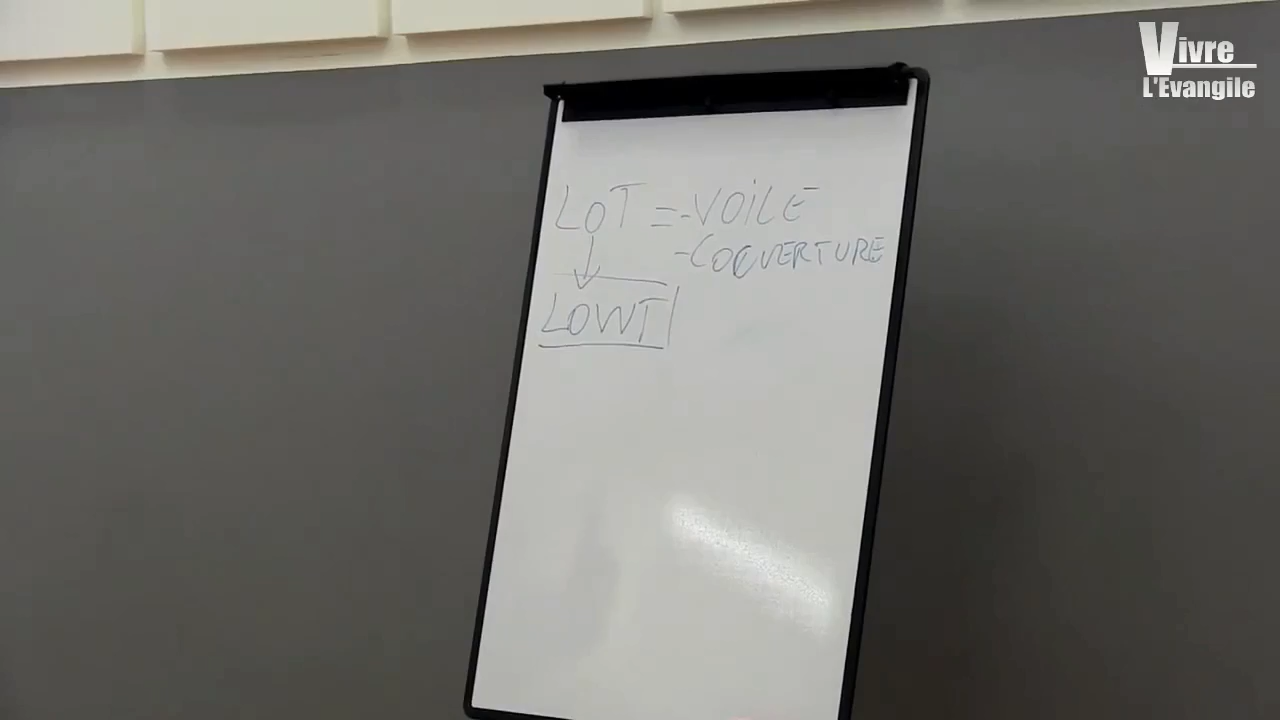 Vivre
L'Evangile
LOT = -VOiLE
-COUVERTURE
LOWT